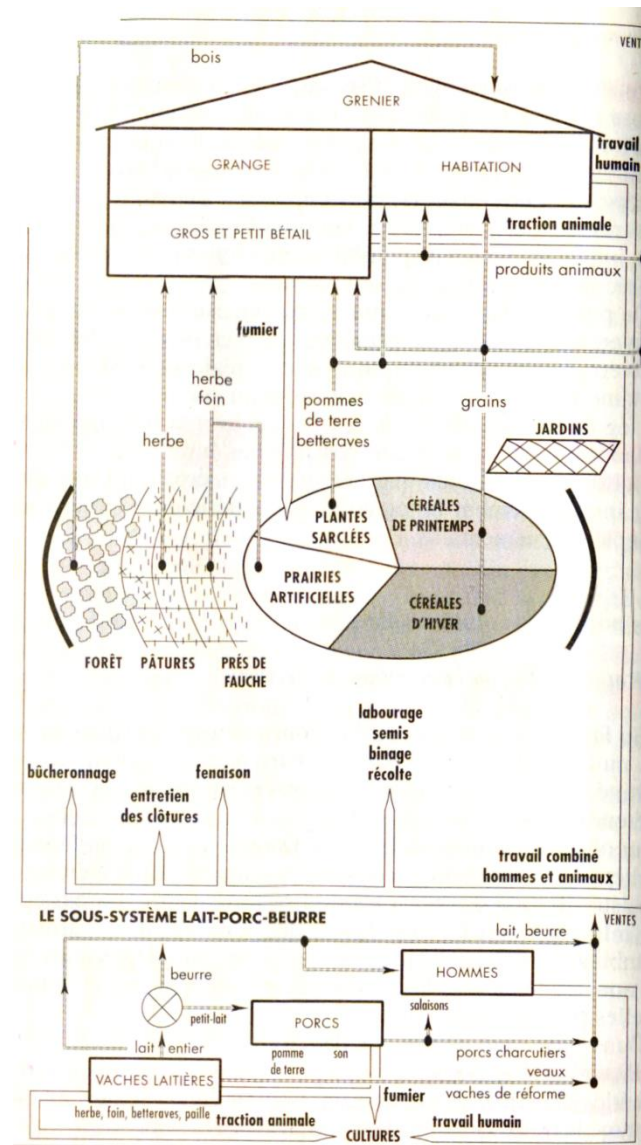 VENT
bois
GRENIER
travail
humain
GRANGE
HABITATION
traction animale
GROS ET PETIT BÉTAIL
produits animaux
fumier
herbe
foin
pommes
de terre
betteraves
grains
herbe
JARDINS
PLANTES
SARCLÉES
CÉRÉALES
DE PRINTEMPS
PRAIRIES
ARTIFICIELLES
CÉRÉALES
D'HIVER
FORÊT
PÂTURES
PRÉS DE
FAUCHE
labourage
semis
binage
récolte
bûcheronnage
fenaison
entretien
des clôtures
travail combiné
hommes et animaux
LE SOUS-SYSTÈME LAIT-PORC-BEURRE
VENTES
lait, beurre
beurre
HOMMES
petit-lait
salaisons
PORCS
lait entier
pomme
de terre
son
porcs charcutiers
veaux
VACHES LAITIÈRES
vaches de réforme
fumier
herbe, foin, betteraves, paille
traction animale
travail humain
CULTURES